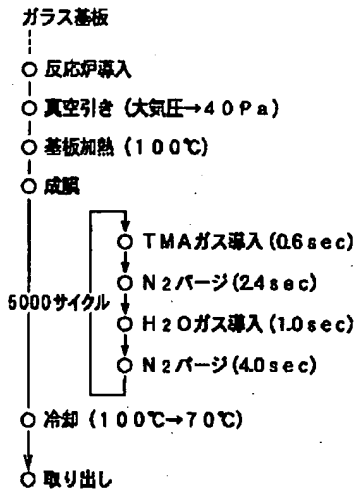 ガラス基板
反応炉導入
真空引き（大気圧→４０Ｐａ）
基板加熱（１００℃）
成膜
ＴＭＡガス導入(0.6ｓｅｃ)
Ｎ２パージ(2.4ｓｅｃ)
5000サイクル
Ｈ２Ｏガス導入(1.0ｓｅｃ)
Ｎ２パージ(4.0ｓｅｃ)
冷却（１００℃→７０℃）
取り出し